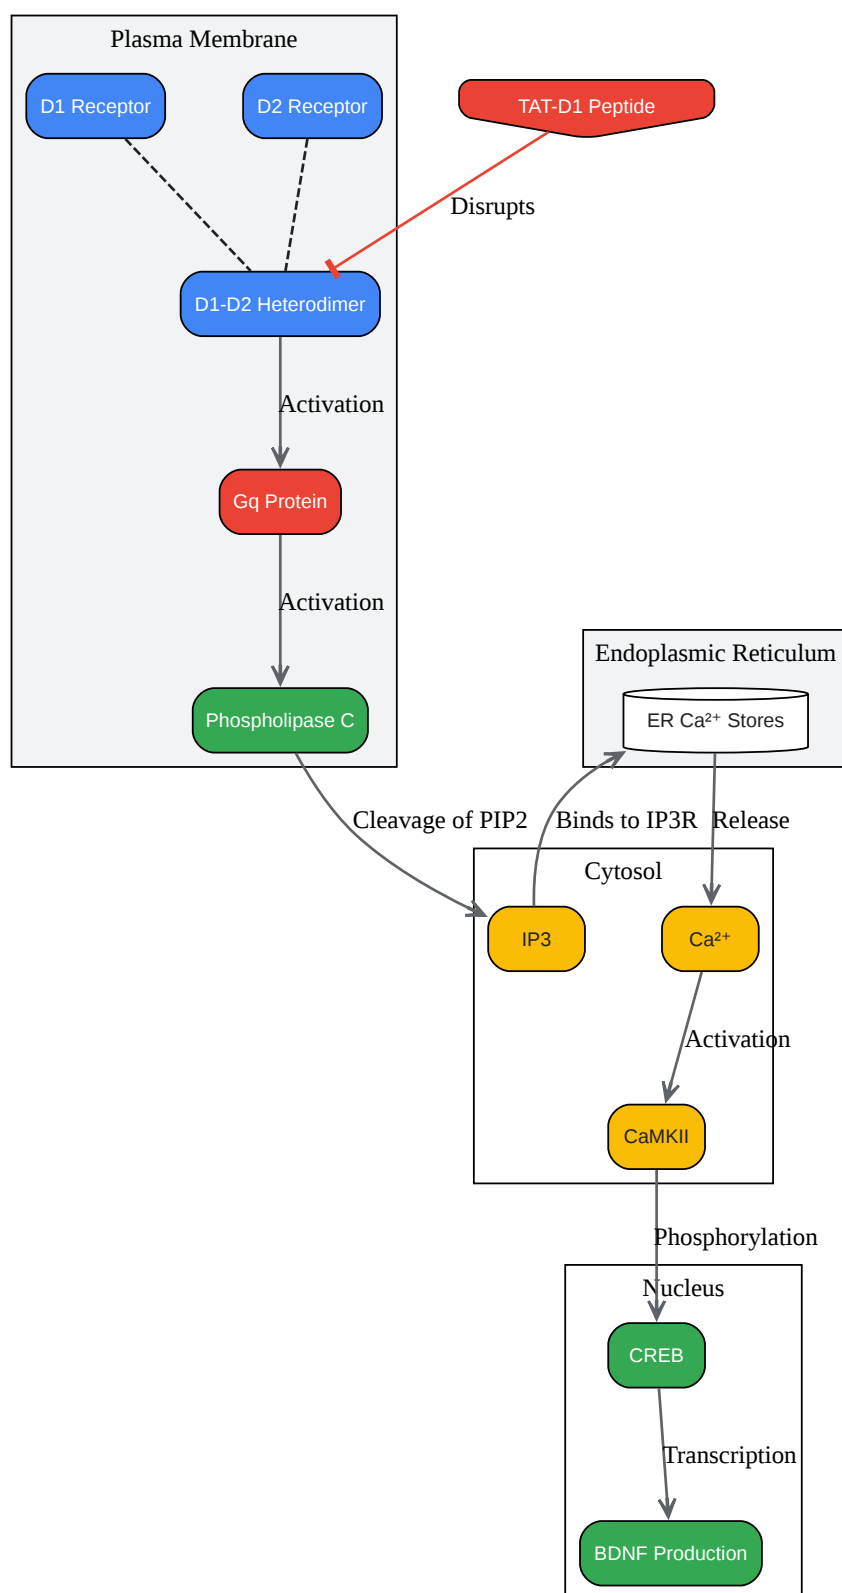 Plasma Membrane
D1 Receptor
D2 Receptor
TAT-D1 Peptide
Disrupts
D1-D2 Heterodimer
Activation
Gq Protein
Activation
Endoplasmic Reticulum
Phospholipase C
ER Ca²⁺ Stores
Cleavage of PIP2
Binds to IP3R
Release
Cytosol
IP3
Ca²⁺
Activation
CaMKII
Phosphorylation
Nucleus
CREB
Transcription
BDNF Production